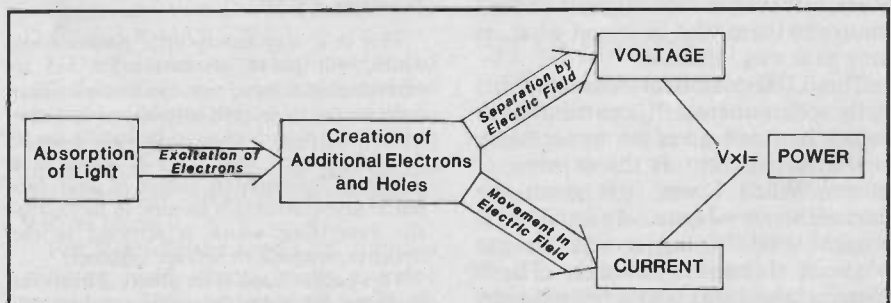 Absorption
of Light
Exoitation of
Electrons
Creation of
Additional Electrons
and Holes
Separation by
Electric Field
Movement in
Electric Field
VOLTAGE
CURRENT
V×I=
POWER